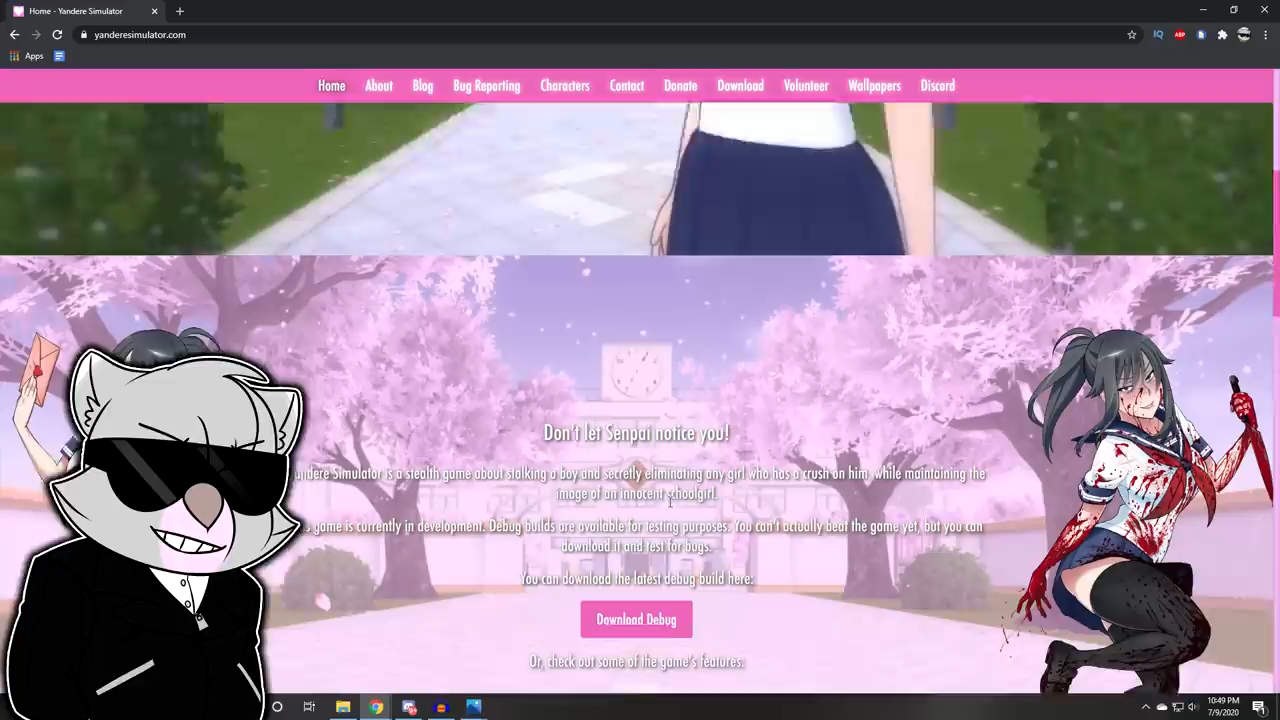 Home - Yandere Simulator
yanderesimulator.com
IQ
ABP
Apps
Home About Blog Bug Reporting Characters Contact Donate Download Volunteer Wallpapers Discord
Don't let Senpai notice you!
ndere Simulator is a stealth game about stalking a boy and secretly eliminating any girl who has a crush on him, while maintaining the
image of an innocent schoolgirl.
game is currently in development. Debug builds are available for testing purposes. You can't actually beat the game yet, but you can
download it and test for bugs.
You can download the latest debug build here:
Download Debug
Or, check out some of the game's features:
10:49 PM
7/9/2020